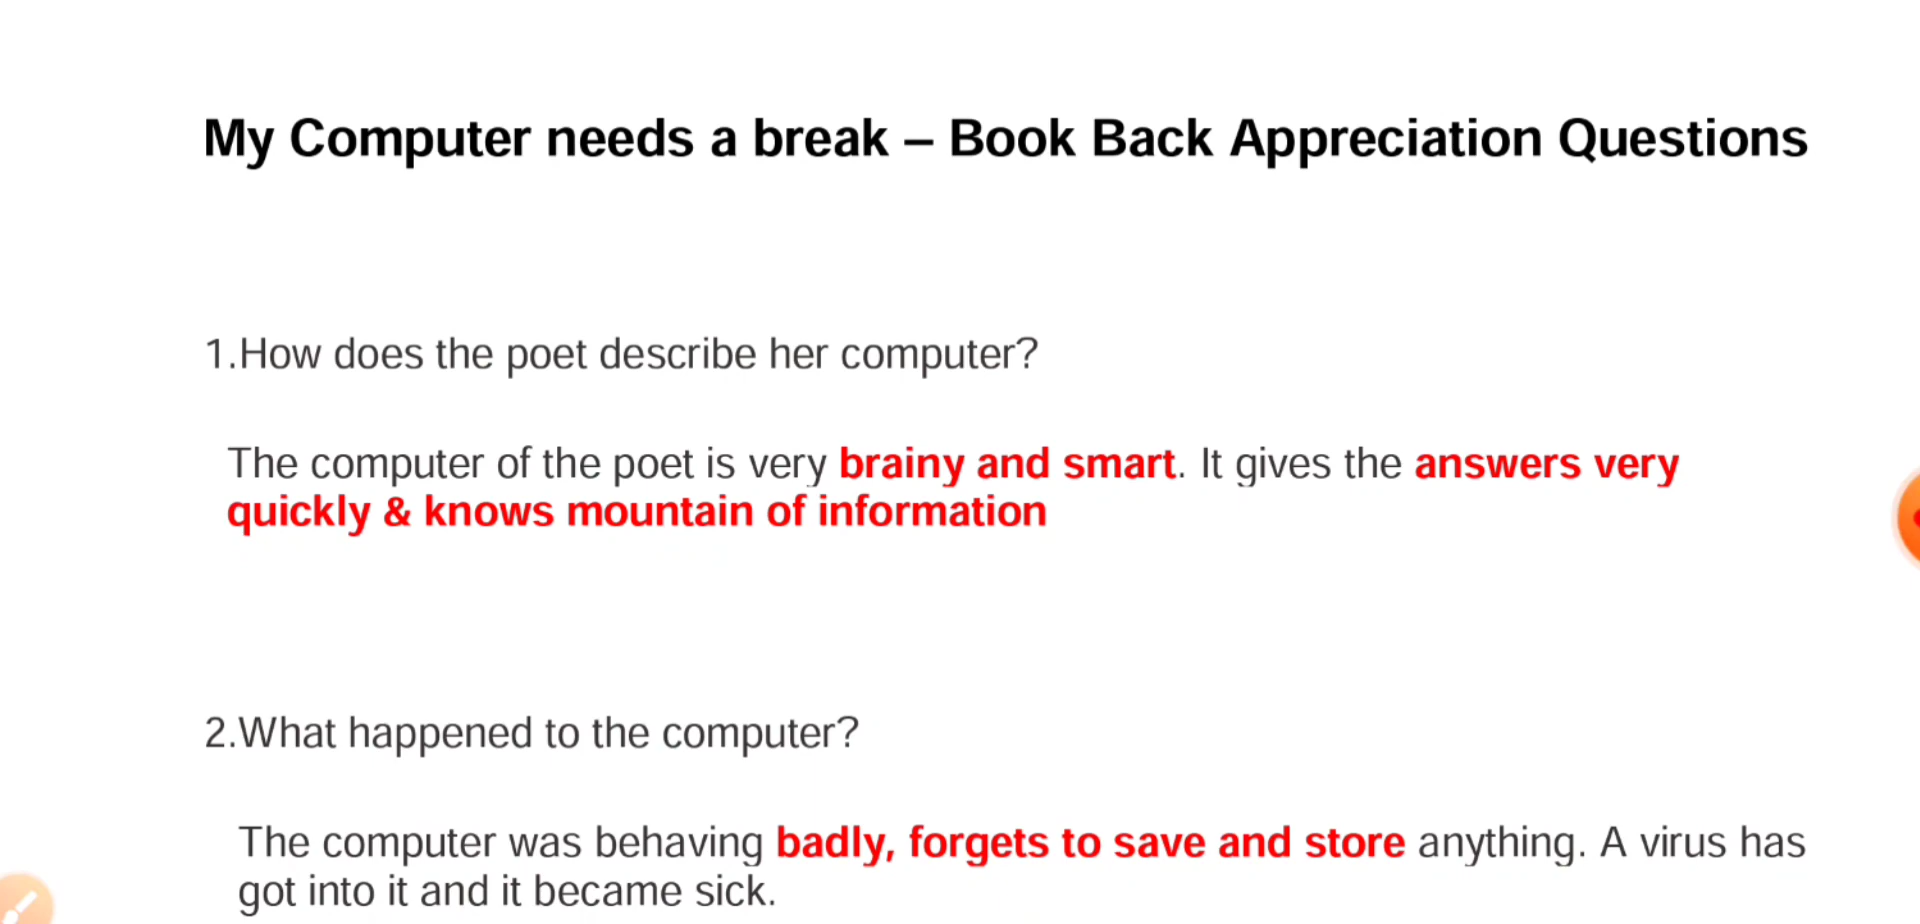 My Computer needs a break – Book Back Appreciation Questions
1.How does the poet describe her computer?
The computer of the poet is very brainy and smart. It gives the answers very
quickly & knows mountain of information
2.What happened to the computer?
The computer was behaving badly, forgets to save and store anything. A virus has
got into it and it became sick.